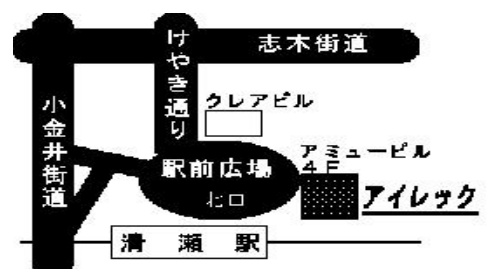 志木街道
けやき通り
小金井街道
クレアビル
アミュービル
4F
駅前広場
北口
アイレック
清瀬駅